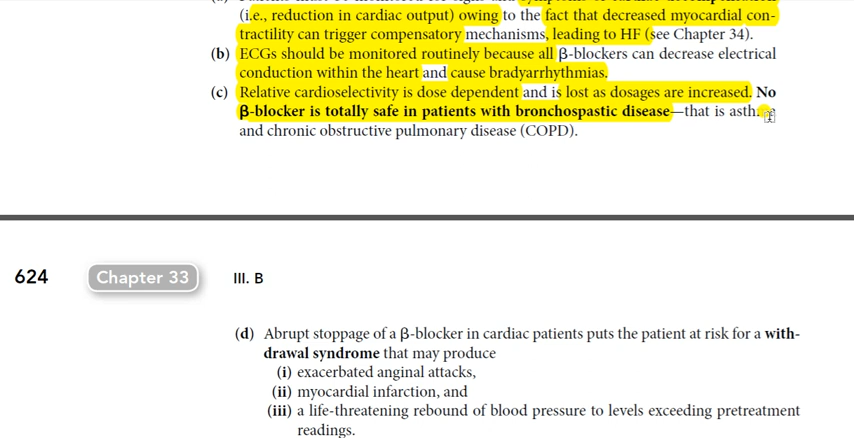 (i.e., reduction in cardiac output) owing to the fact that decreased myocardial con-
tractility can trigger compensatory mechanisms, leading to HF (see Chapter 34).
(b) ECGs should be monitored routinely because all β-blockers can decrease electrical
conduction within the heart and cause bradyarrhythmias.
(c) Relative cardioselectivity is dose dependent and is lost as dosages are increased. No
β-blocker is totally safe in patients with bronchospastic disease—that is
and chronic obstructive pulmonary disease (COPD).
624 Chapter 33 III. B
(d) Abrupt stoppage of a β-blocker in cardiac patients puts the patient at risk for a with-
drawal syndrome that may produce
(i) exacerbated anginal attacks,
(ii) myocardial infarction, and
(iii) a life-threatening rebound of blood pressure to levels exceeding pretreatment
readings.